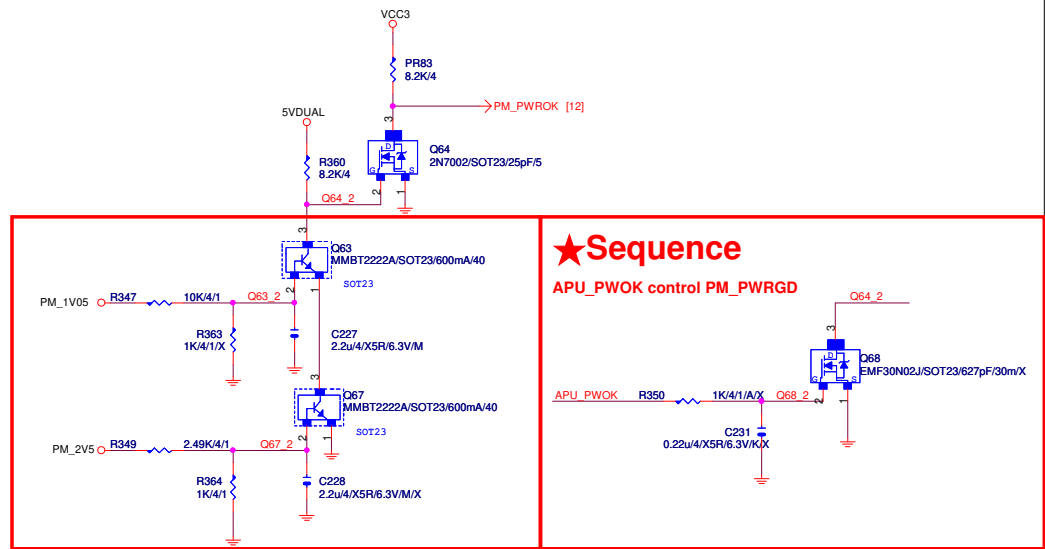 VCC3
PR83
8.2K/4
PM_PWROK [12]
5VDUAL
3
D
G
S
Q64
2N7002/SOT23/25pF/5
R360
8.2K/4
2
1
Q64_2
3
Q63
MMBT2222A/SOT23/600mA/40
SOT23
2
1
PM_1V05
R347
10K/4/1
Q63_2
R363
1K/4/1/X
C227
2.2u/4/X5R/6.3V/M
3
Q67
MMBT2222A/SOT23/600mA/40
SOT23
2
1
PM_2V5
R349
2.49K/4/1
Q67_2
R364
1K/4/1
C228
2.2u/4/X5R/6.3V/M/X
★Sequence
APU_PWOK control PM_PWRGD
Q64_2
3
D
G
S
Q68
EMF30N02J/SOT23/627pF/30m/X
2
1
APU_PWOK
R350
1K/4/1/A/X
Q68_2
C231
0.22u/4/X5R/6.3V/K/X